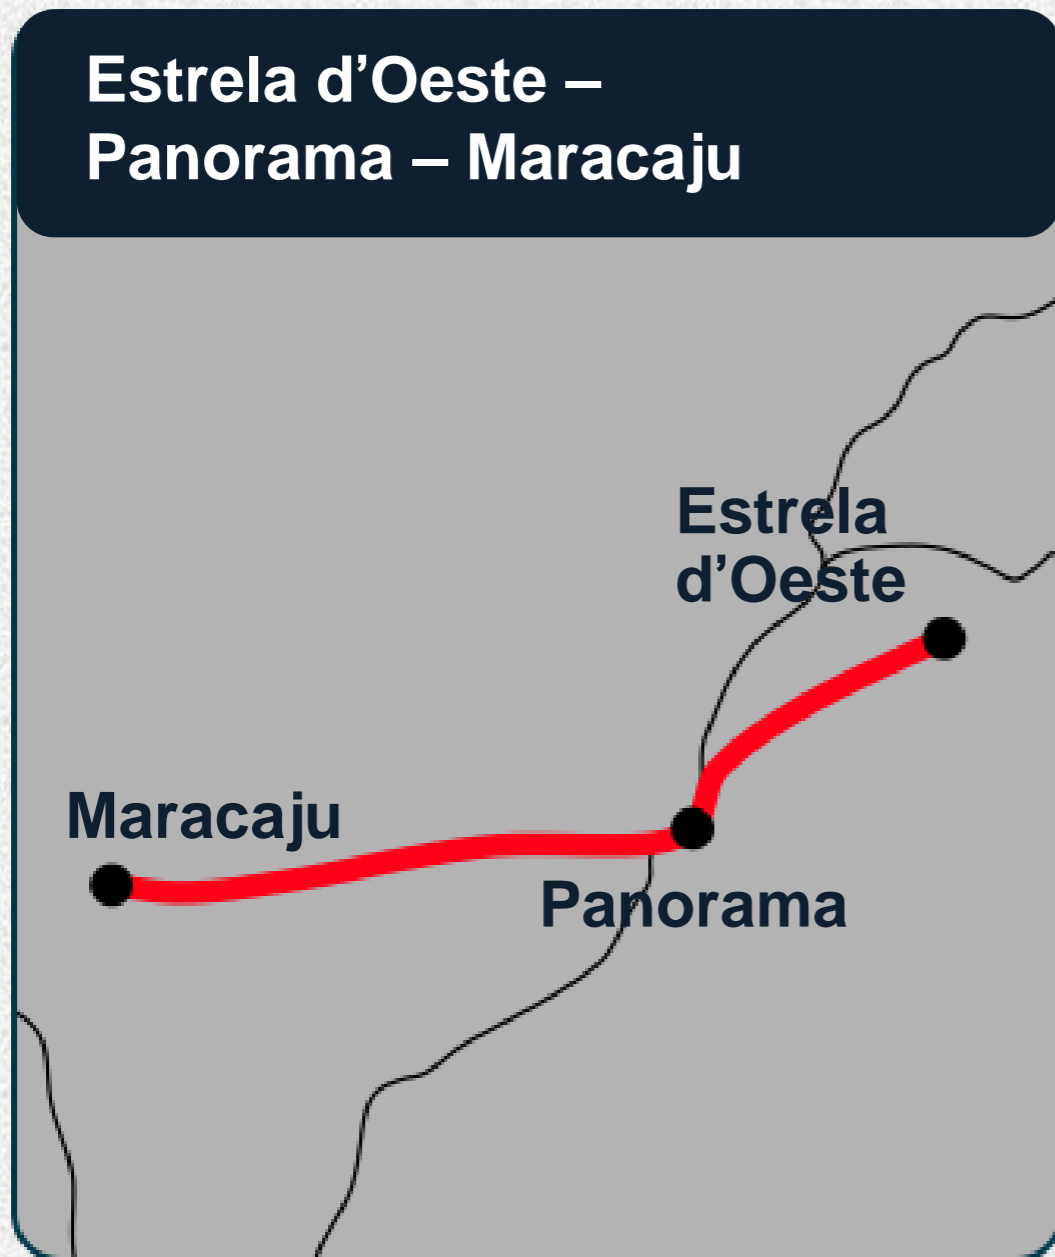 Estrela d’Oeste –
Panorama – Maracaju
Estrela
d’Oeste
Maracaju
Panorama